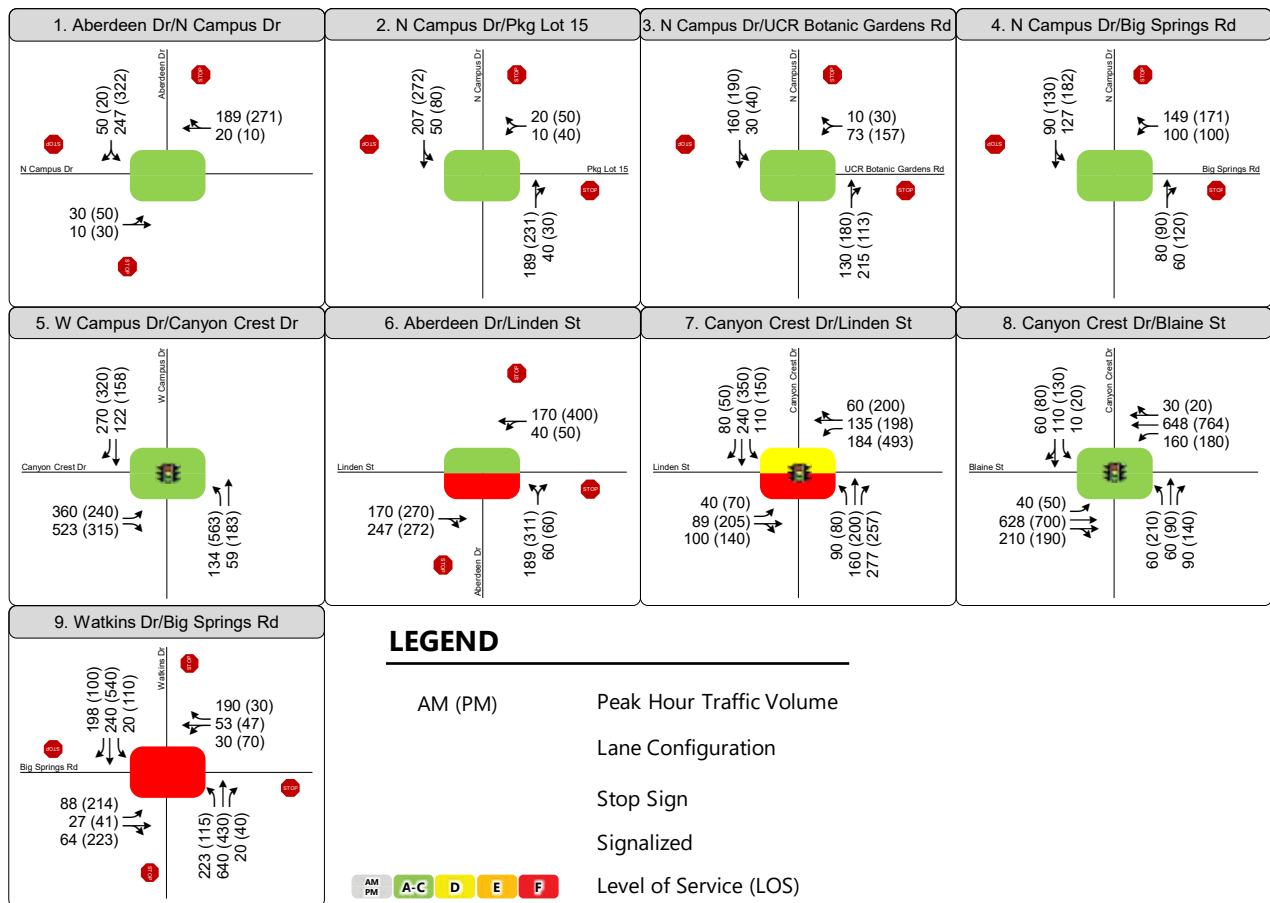 1. Aberdeen Dr/N Campus Dr
Aberdeen Dr
STOP
50 (20)
247 (322)
189 (271)
20 (10)
STOP
N Campus Dr
30 (50)
10 (30)
STOP
2. N Campus Dr/Pkg Lot 15
N Campus Dr
STOP
207 (272)
50 (80)
20 (50)
10 (40)
STOP
Pkg Lot 15
STOP
189 (231)
40 (30)
3. N Campus Dr/UCR Botanic Gardens Rd
N Campus Dr
STOP
160 (190)
30 (40)
10 (30)
73 (157)
STOP
UCR Botanic Gardens Rd
STOP
130 (180)
215 (113)
4. N Campus Dr/Big Springs Rd
N Campus Dr
STOP
90 (130)
127 (182)
149 (171)
100 (100)
STOP
Big Springs Rd
STOP
80 (90)
60 (120)
5. W Campus Dr/Canyon Crest Dr
W Campus Dr
270 (320)
122 (158)
Canyon Crest Dr
360 (240)
523 (315)
134 (563)
59 (183)
6. Aberdeen Dr/Linden St
STOP
170 (400)
40 (50)
Linden St
STOP
170 (270)
247 (272)
189 (311)
60 (60)
STOP
Aberdeen Dr
7. Canyon Crest Dr/Linden St
Canyon Crest Dr
80 (50)
240 (350)
110 (150)
60 (200)
135 (198)
184 (493)
Linden St
40 (70)
89 (205)
100 (140)
90 (80)
160 (200)
277 (257)
8. Canyon Crest Dr/Blaine St
Canyon Crest Dr
60 (80)
110 (130)
10 (20)
30 (20)
648 (764)
160 (180)
Blaine St
40 (50)
628 (700)
210 (190)
60 (210)
60 (90)
90 (140)
9. Watkins Dr/Big Springs Rd
Watkins Dr
STOP
198 (100)
240 (540)
20 (110)
190 (30)
53 (47)
30 (70)
STOP
Big Springs Rd
STOP
88 (214)
27 (41)
64 (223)
223 (115)
640 (430)
20 (40)
STOP
LEGEND
AM (PM) Peak Hour Traffic Volume
Lane Configuration
Stop Sign
Signalized
AM
PM
A-C D E F Level of Service (LOS)